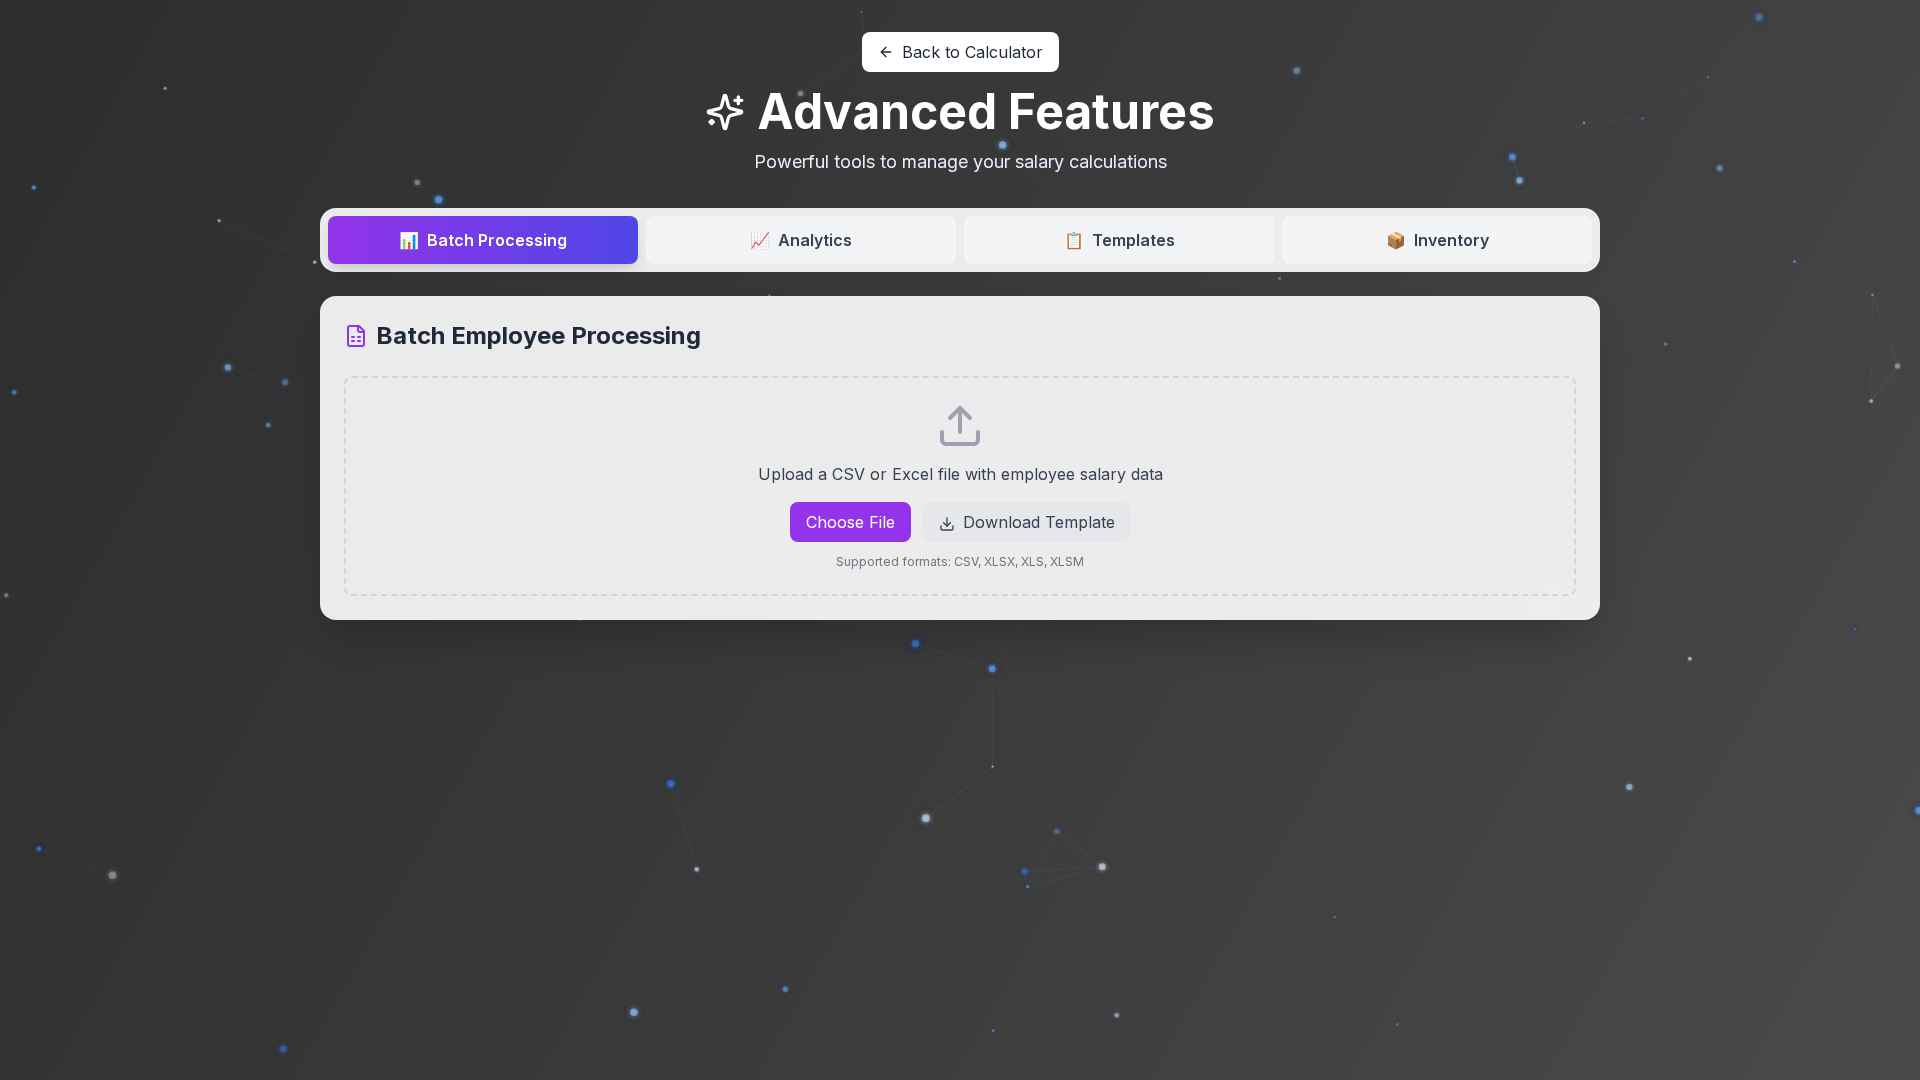 Back to Calculator
Advanced Features
Powerful tools to manage your salary calculations
Batch Processing
Analytics
Templates
Inventory
Batch Employee Processing
Upload a CSV or Excel file with employee salary data
Choose File
Download Template
Supported formats: CSV, XLSX, XLS, XLSM